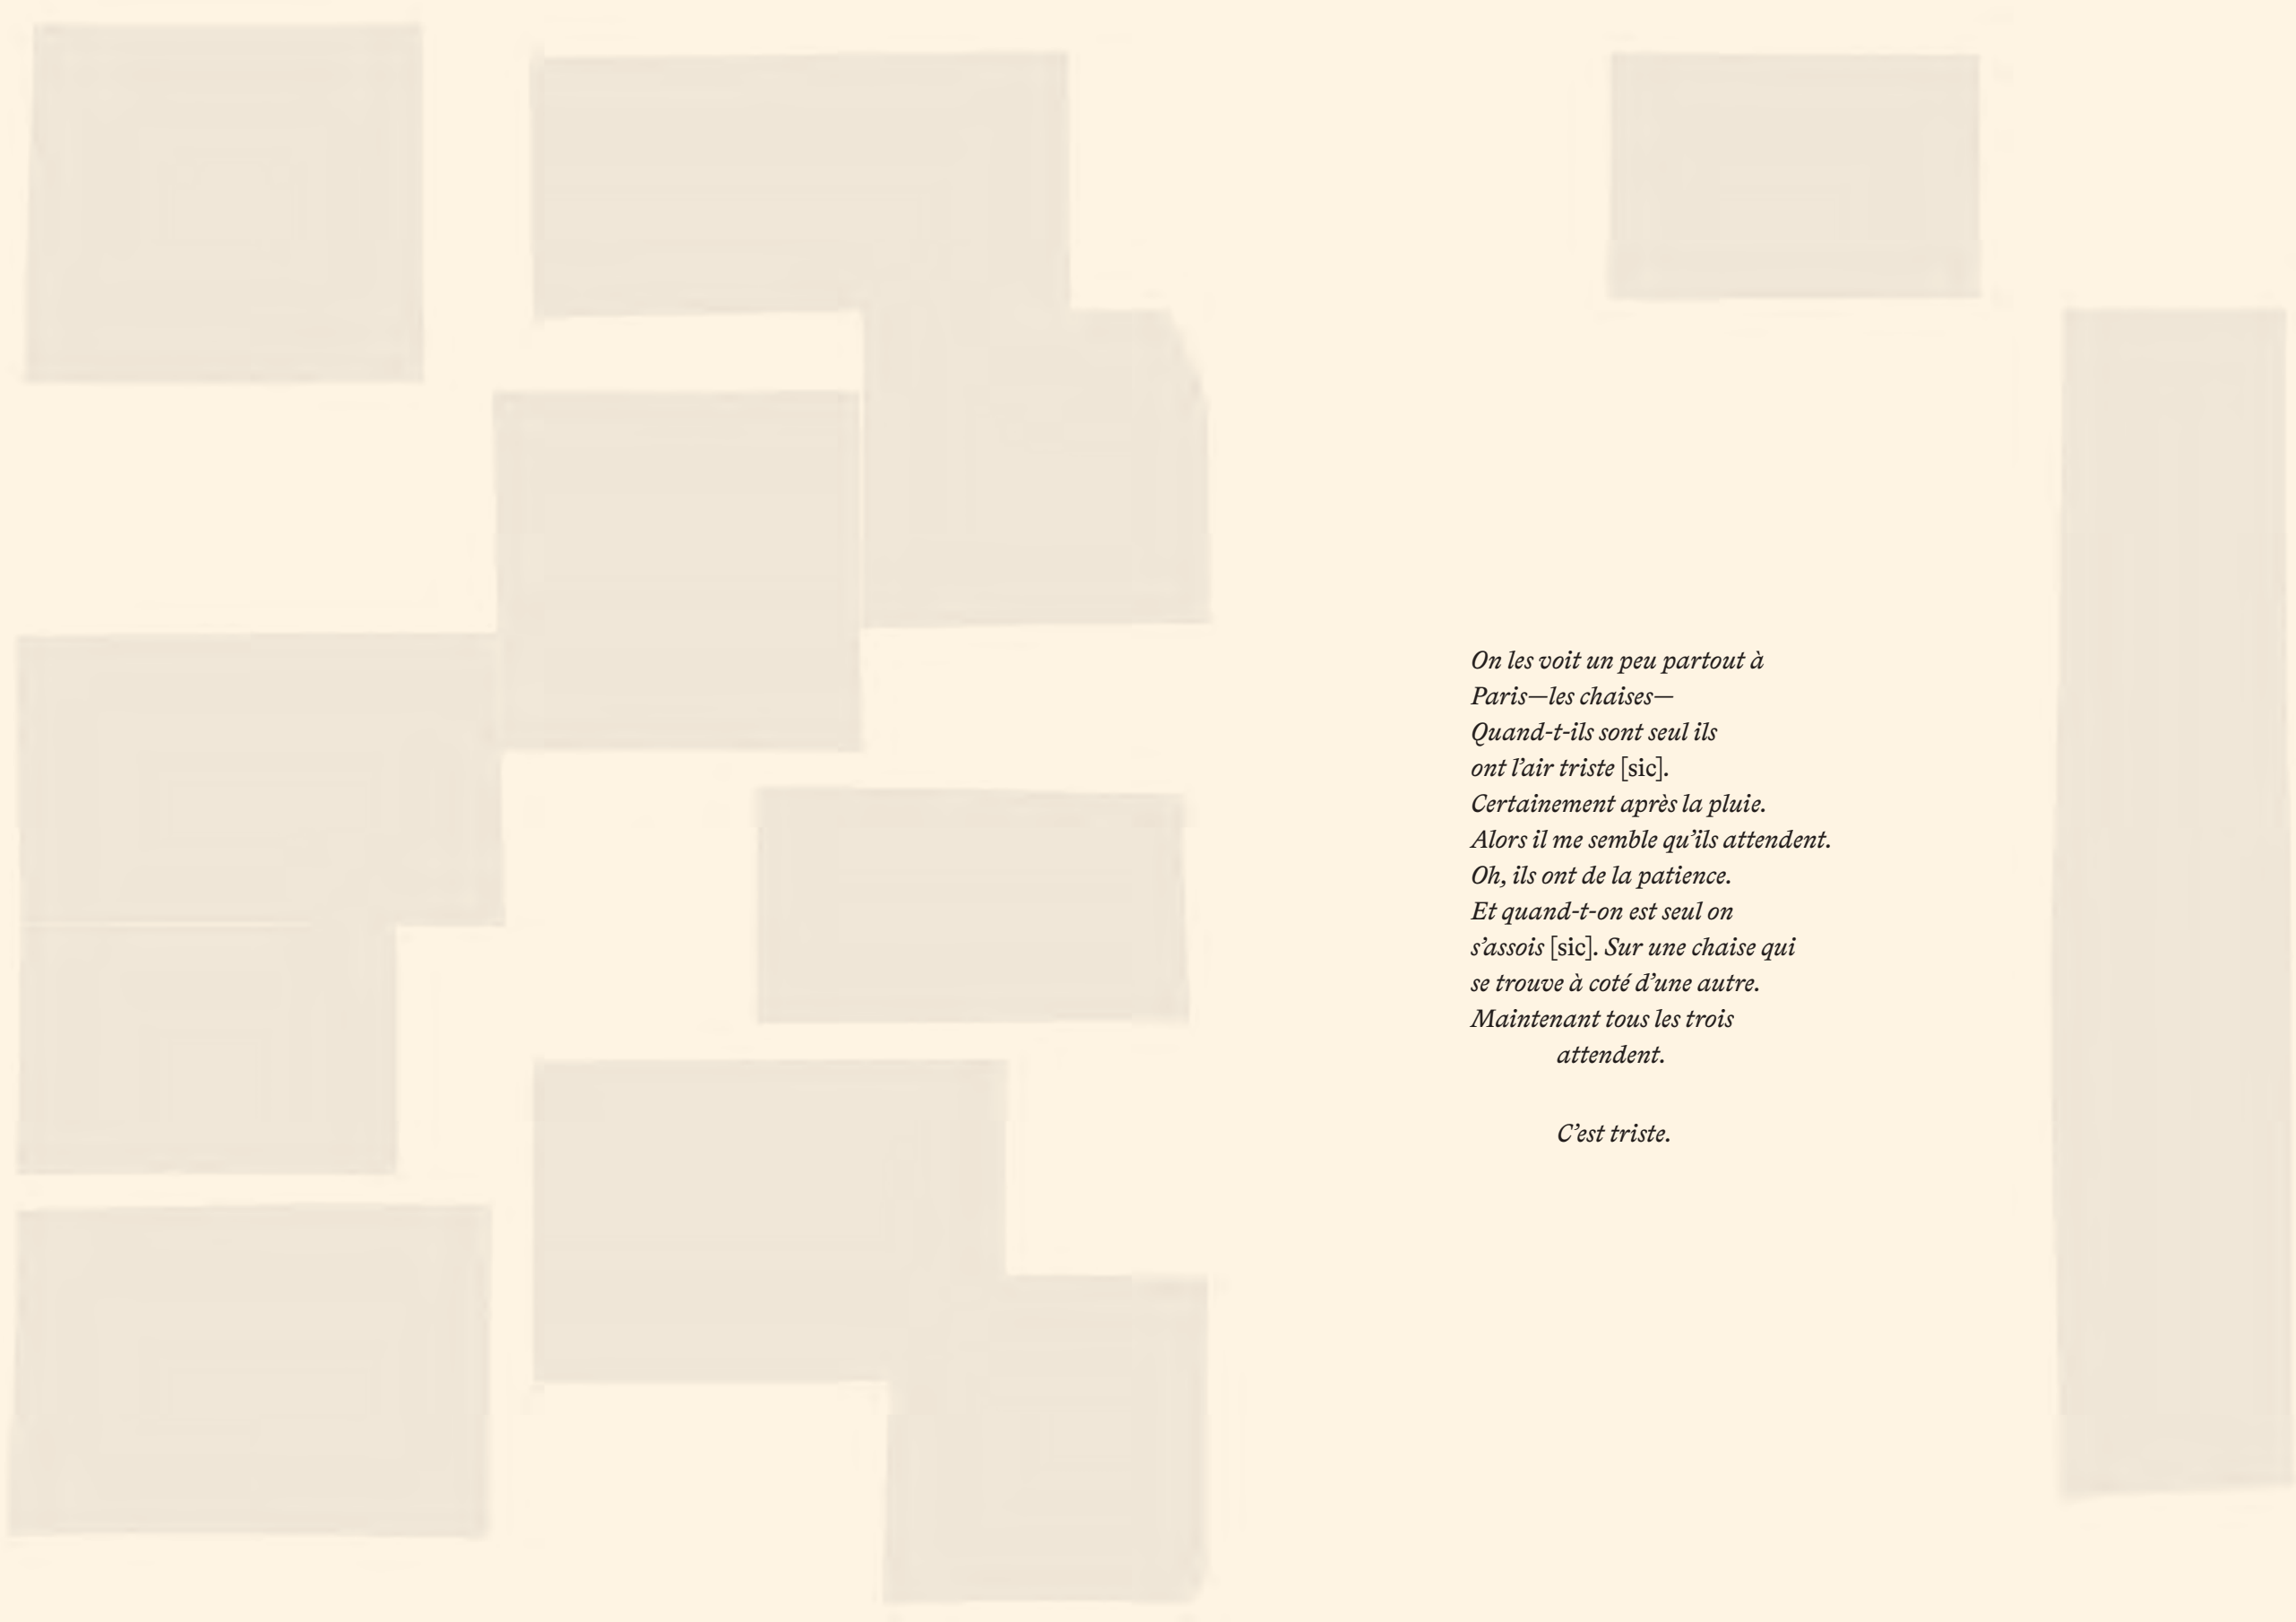 On les voit un peu partout à
Paris—les chaises—
Quand-t-ils sont seul ils
ont l’air triste [sic].
Certainement après la pluie.
Alors il me semble qu’ils attendent.
Oh, ils ont de la patience.
Et quand-t-on est seul on
s’assois [sic]. Sur une chaise qui
se trouve à coté d’une autre.
Maintenant tous les trois
attendent.
C’est triste.